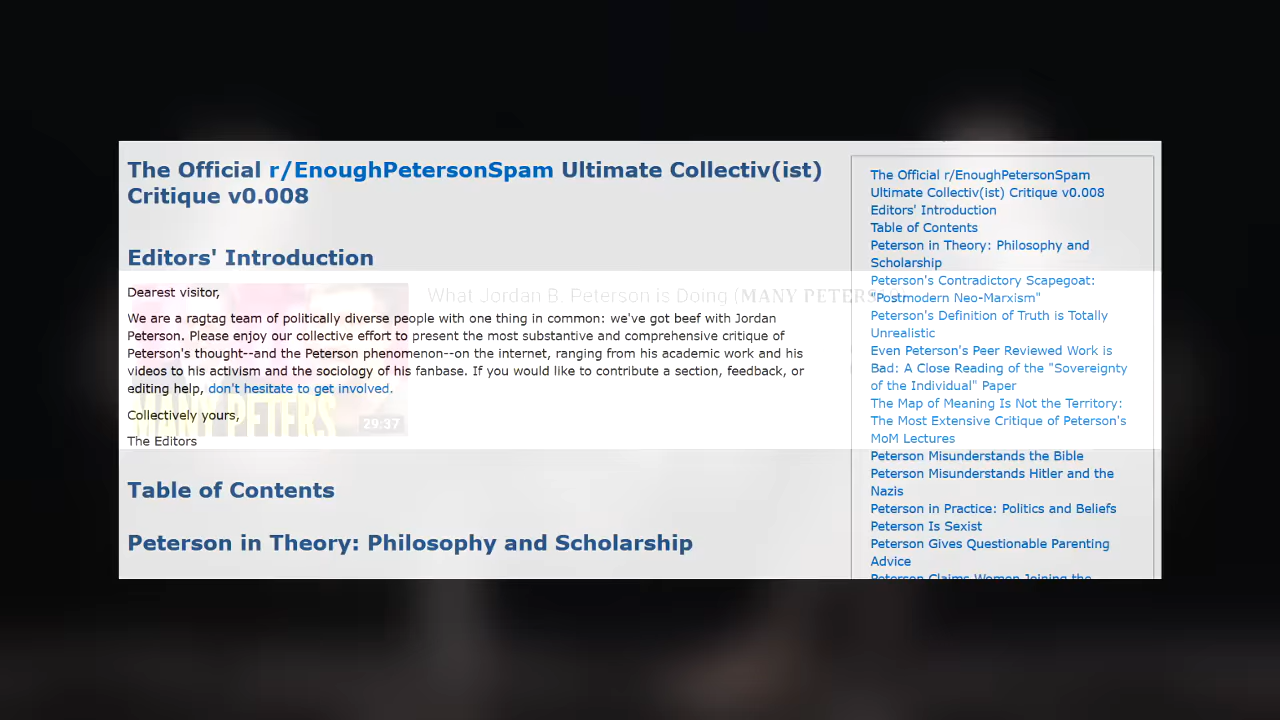 The Official r/EnoughPetersonSpam Ultimate Collectiv(ist)
Critique v0.008
Editors' Introduction
Dearest visitor,
We are a ragtag team of politically diverse people with one thing in common: we've got beef with Jordan
Peterson. Please enjoy our collective effort to present the most substantive and comprehensive critique of
Peterson's thought--and the Peterson phenomenon--on the internet, ranging from his academic work and his
videos to his activism and the sociology of his fanbase. If you would like to contribute a section, feedback, or
editing help, don't hesitate to get involved.
Collectively yours,
The Editors
Table of Contents
Peterson in Theory: Philosophy and Scholarship
What Jordan B. Peterson is Doing (MANY PETERS
MANY PETERS
29:37
The Official r/EnoughPetersonSpam
Ultimate Collectiv(ist) Critique v0.008
Editors' Introduction
Table of Contents
Peterson in Theory: Philosophy and
Scholarship
Peterson's Contradictory Scapegoat:
"Postmodern Neo-Marxism"
Peterson's Definition of Truth is Totally
Unrealistic
Even Peterson's Peer Reviewed Work is
Bad: A Close Reading of the "Sovereignty
of the Individual" Paper
The Map of Meaning Is Not the Territory:
The Most Extensive Critique of Peterson's
MoM Lectures
Peterson Misunderstands the Bible
Peterson Misunderstands Hitler and the
Nazis
Peterson in Practice: Politics and Beliefs
Peterson Is Sexist
Peterson Gives Questionable Parenting
Advice
Peterson Claims Women Joining the